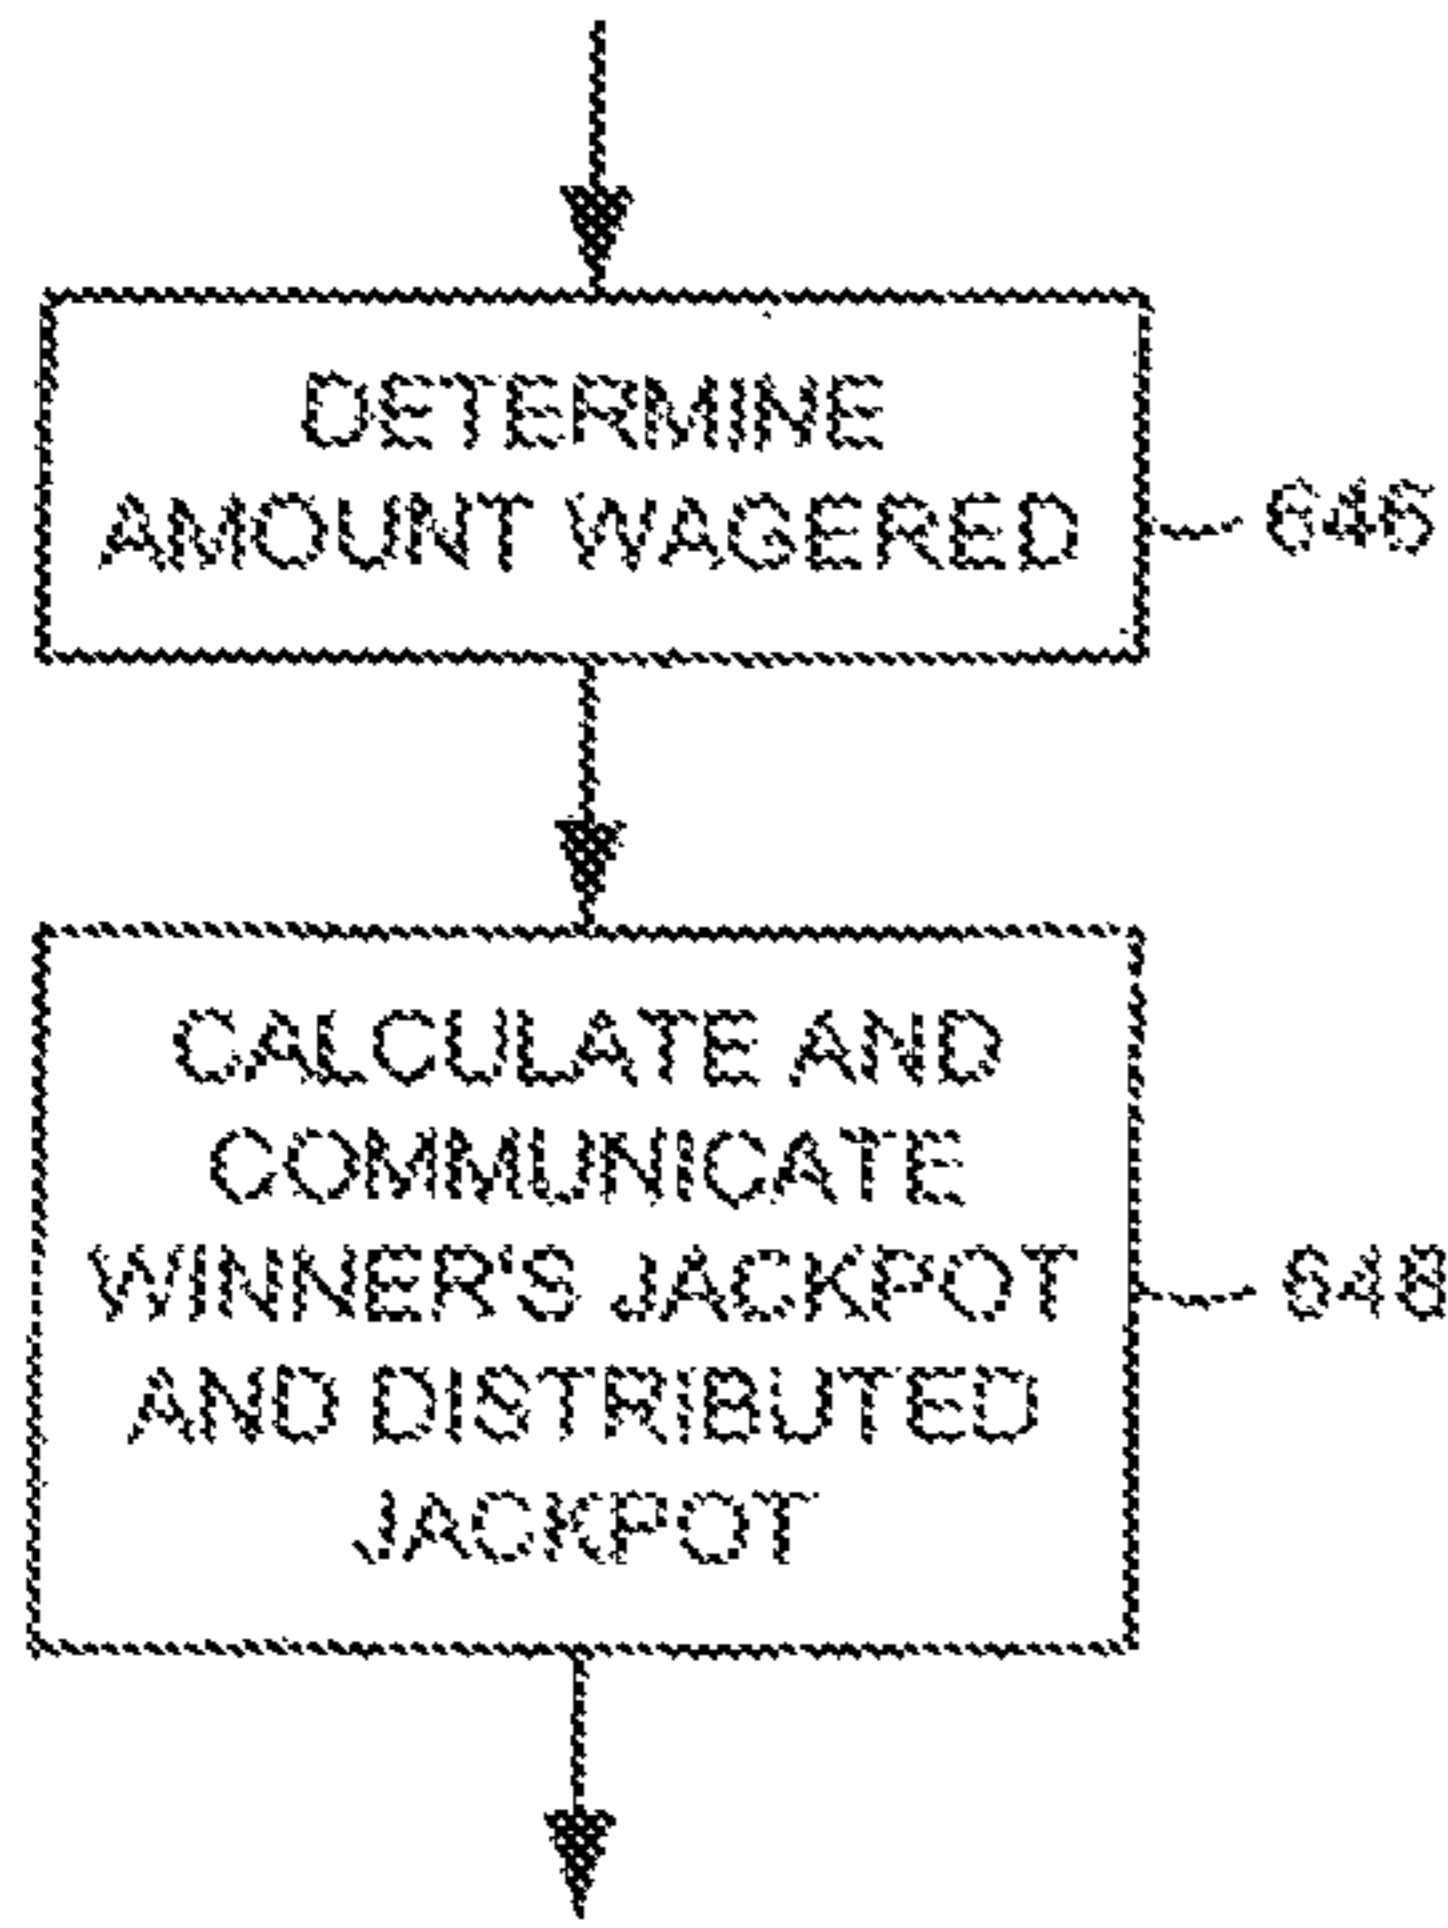 DETERMINE
AMOUNT WAGERED
646
CALCULATE AND
COMMUNICATE
WINNER'S JACKPOT
AND DISTRIBUTED
JACKPOT
648